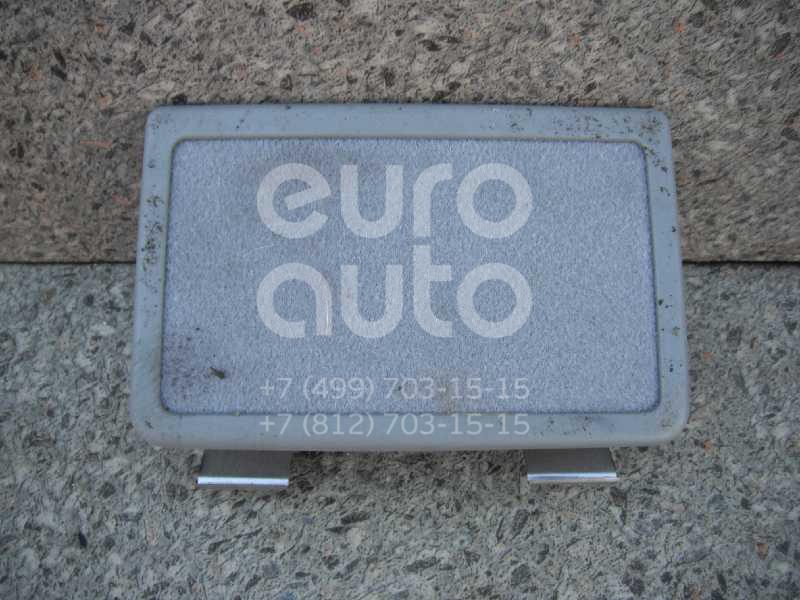 euro
auto
+7 (499) 703-15-15
+7 (812) 703-15-15